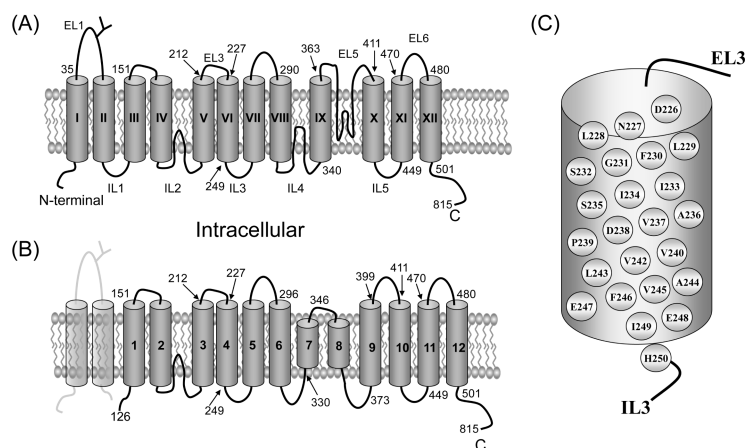 (A)
EL1
EL3
EL5
EL6
35
151
212
227
290
363
411
470
480
I
II
III
IV
V
VI
VII
VIII
IX
X
XI
XII
N-terminal
IL1
IL2
249
IL3
IL4
340
IL5
449
501
815
C
Intracellular
(B)
151
212
227
296
346
399
411
470
480
1
2
3
4
5
6
7
8
9
10
11
12
126
249
330
373
449
501
815
C
(C)
EL3
D226
N227
L228
L229
G231
F230
S232
I234
I233
S235
A236
V237
D238
P239
V240
V242
L243
A244
V245
F246
E247
E248
I249
H250
IL3